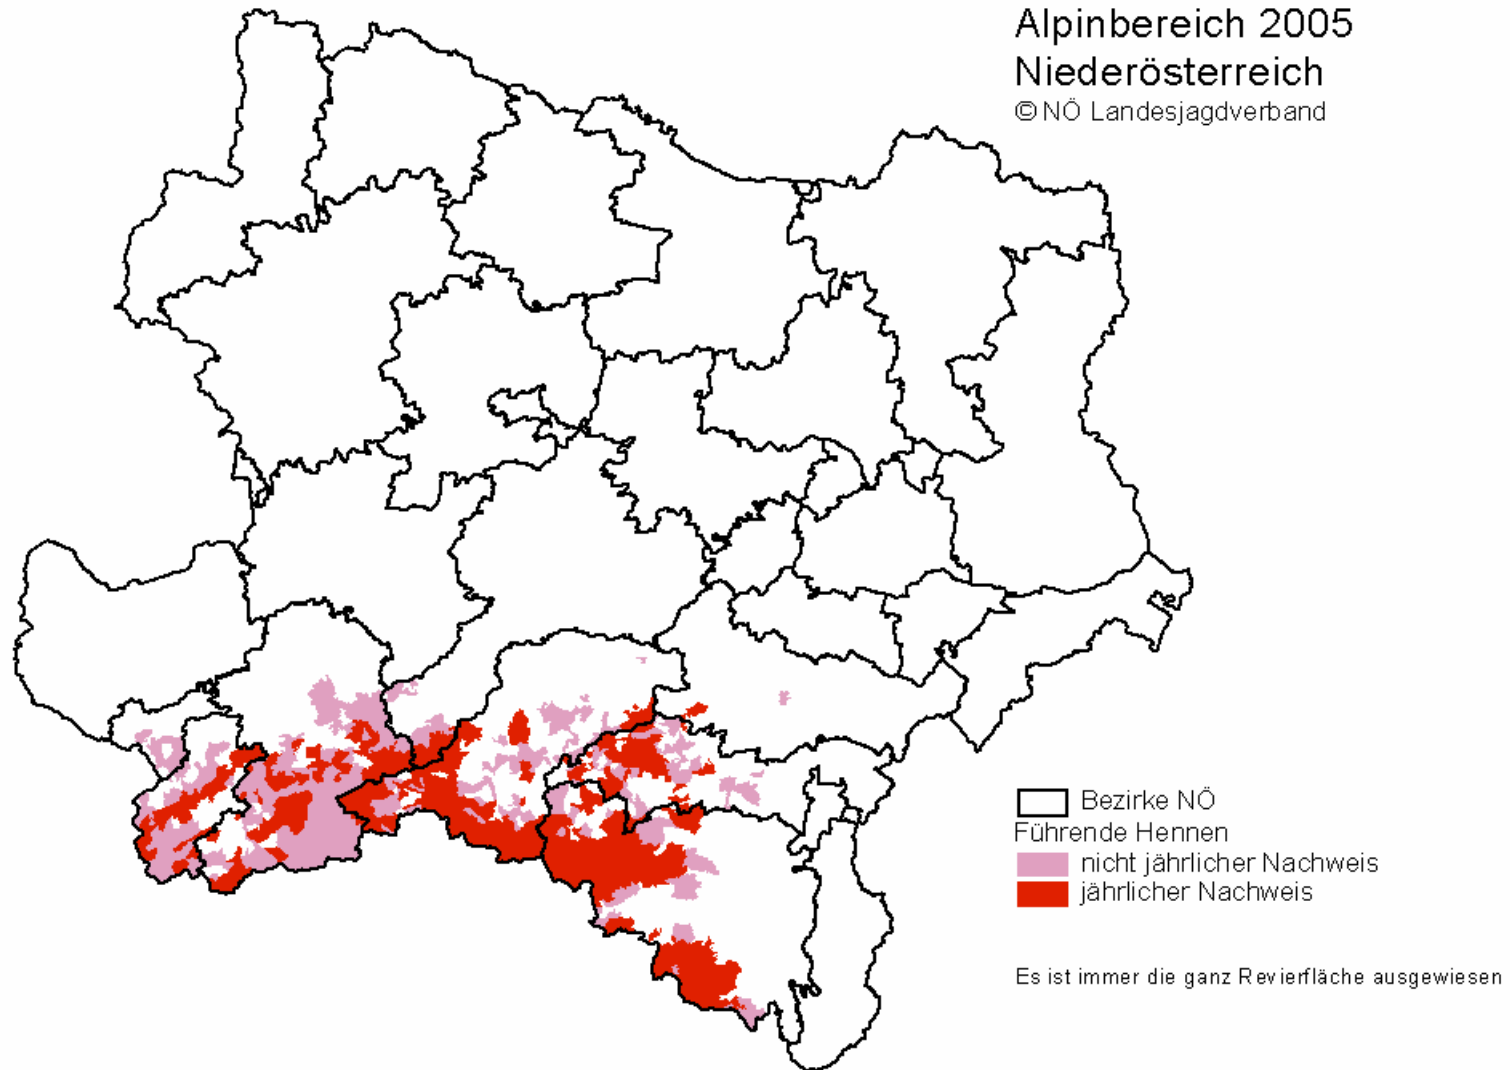 Alpinbereich 2005
Niederösterreich
© NÖ Landesjagdverband
Bezirke NÖ
Führende Hennen
nicht jährlicher Nachweis
jährlicher Nachweis
Es ist immer die ganz Revierfläche ausgewiesen